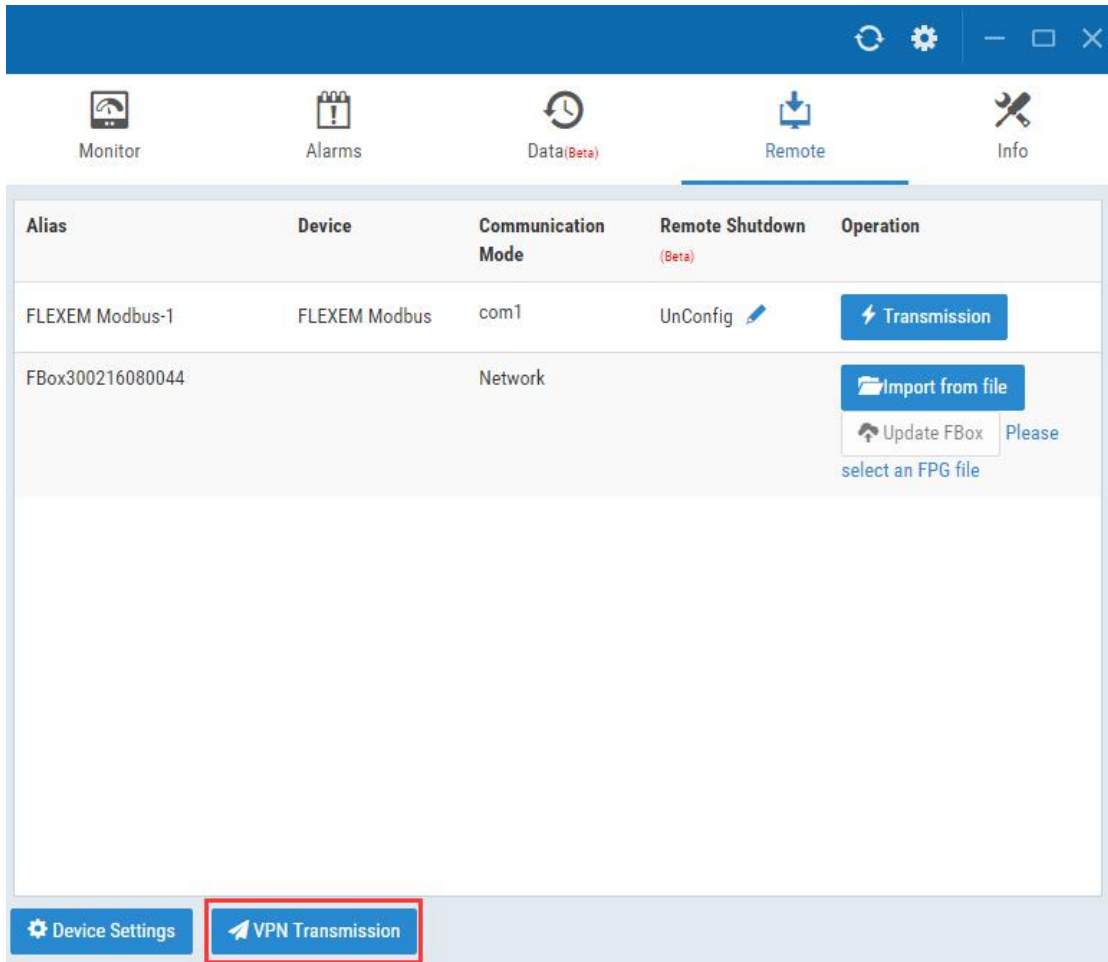 Monitor
Alarms
Data(Beta)
Remote
Info
Alias
Device
Communication
Mode
Remote Shutdown
(Beta)
Operation
FLEXEM Modbus-1
FLEXEM Modbus
com1
UnConfig
Transmission
FBox300216080044
Network
Import from file
Update FBox
Please
select an FPG file
Device Settings
VPN Transmission